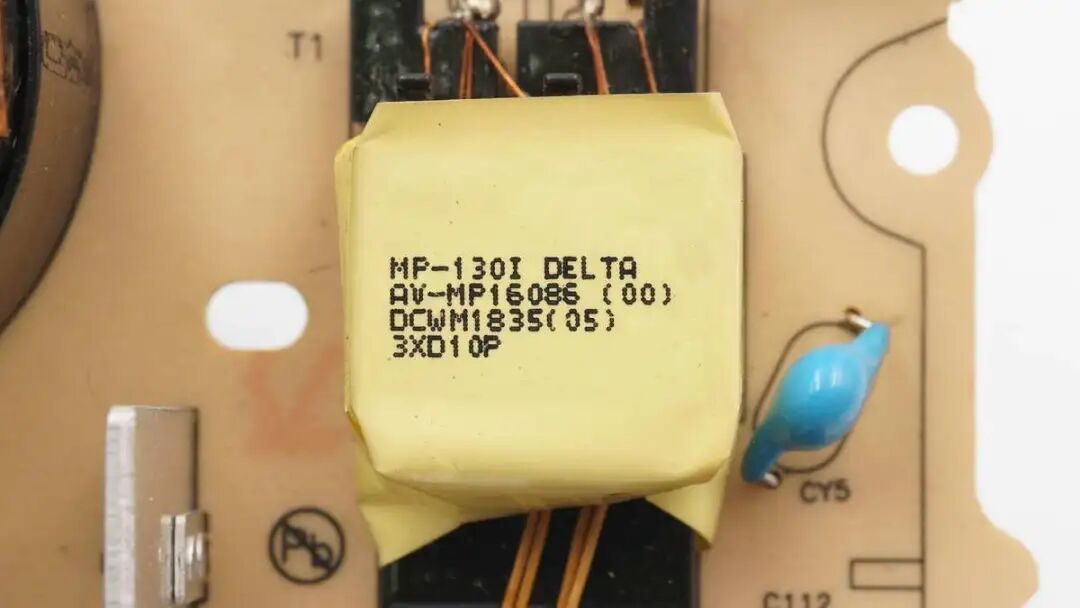 T1
MP-130I DELTA
AV-MP16086 (00)
DCWM1835(05)
3XD10P
CY5
Pb
C112